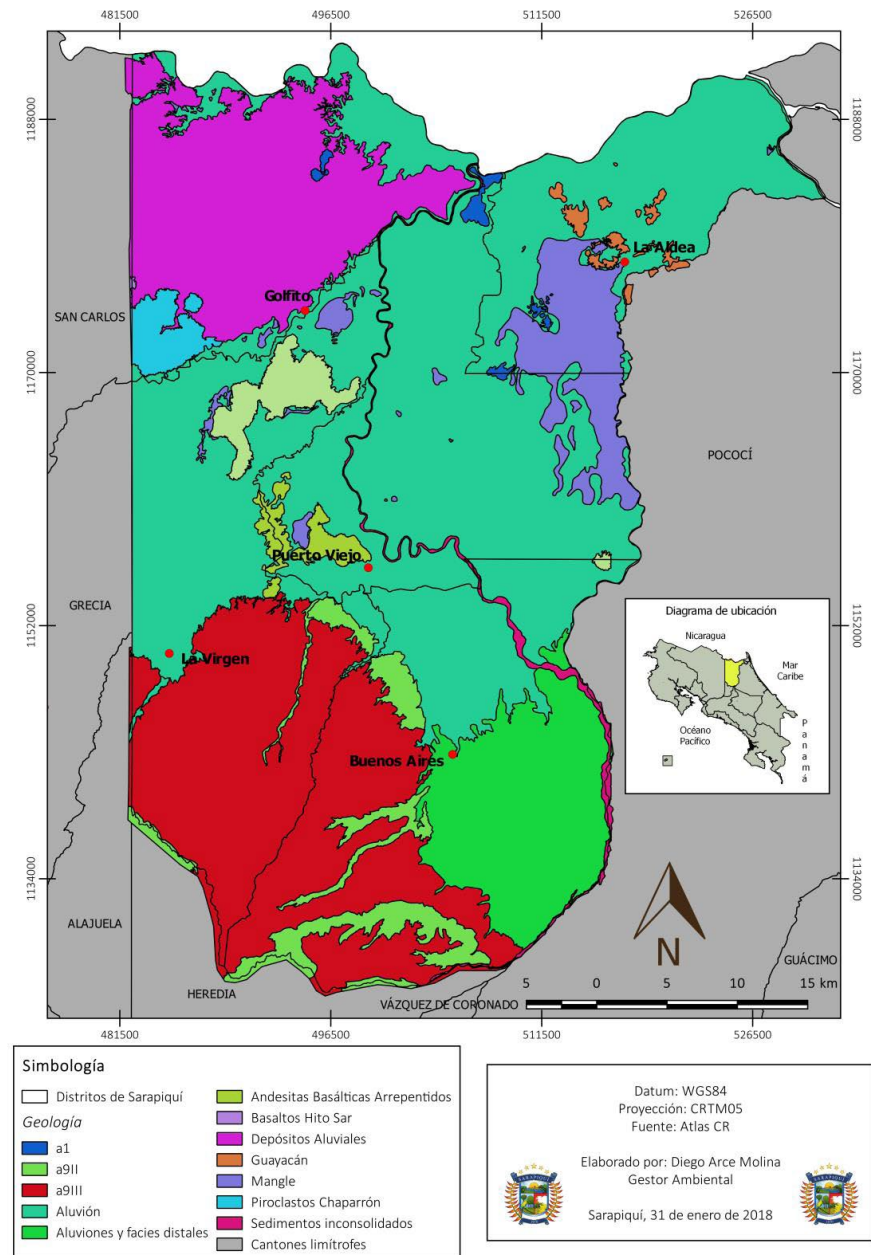 481500 496500 511500 526500
1188000 1188000
La Aldea
Golfito
SAN CARLOS
1170000 1170000
POCOCÍ
Puerto Viejo
GRECIA
1152000 1152000
La Virgen
Buenos Aires
Diagrama de ubicación
Nicaragua
Mar
Caribe
Océano
Pacífico
Panamá
1134000 1134000
ALAJUELA
N
GUÁCIMO
HEREDIA
5 0 5 10 15 km
VÁZQUEZ DE CORONADO
481500 496500 511500 526500
Simbología
Distritos de Sarapiquí
Geología
a1
a9II
a9III
Aluvión
Aluviones y facies distales
Andesitas Basálticas Arrepentidos
Basaltos Hito Sar
Depósitos Aluviales
Guayacán
Mangle
Piroclastos Chaparrón
Sedimentos inconsolidados
Cantones limítrofes
Datum: WGS84
Proyección: CRTM05
Fuente: Atlas CR
Elaborado por: Diego Arce Molina
Gestor Ambiental
Sarapiquí, 31 de enero de 2018
SARAPIQUÍ
SARAPIQUÍ